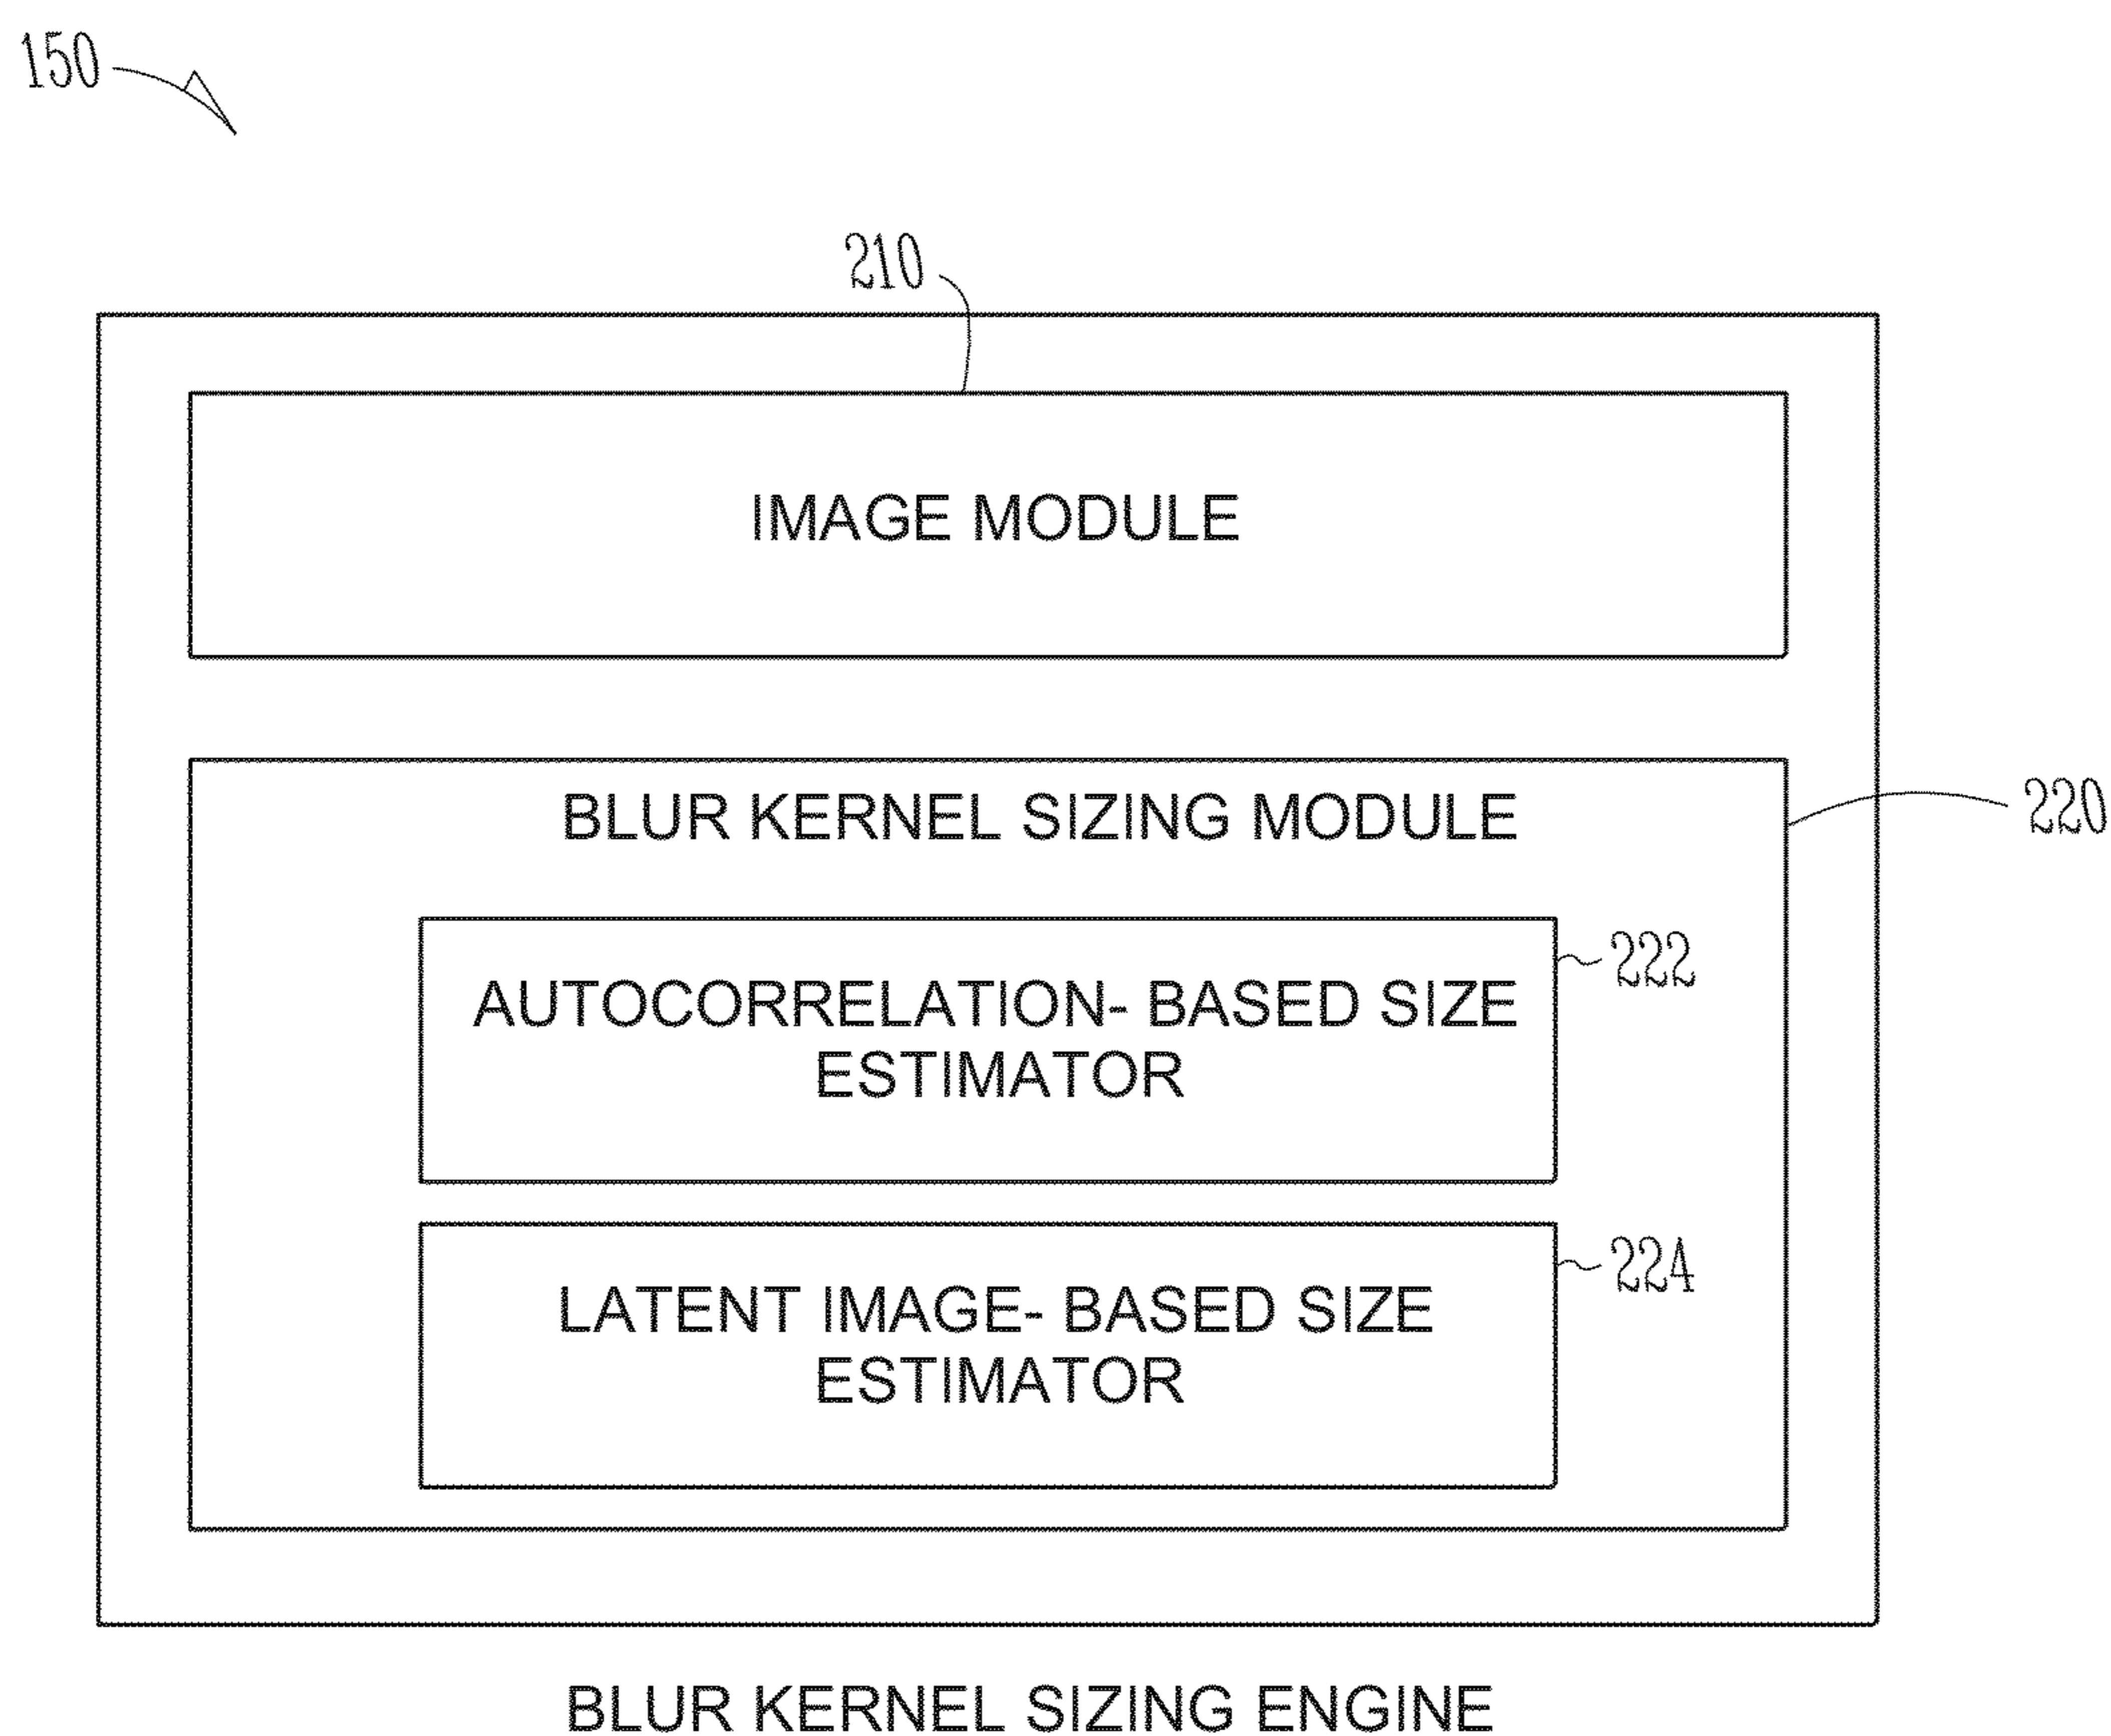 150
210
IMAGE MODULE
BLUR KERNEL SIZING MODULE
220
AUTOCORRELATION- BASED SIZE
ESTIMATOR
222
LATENT IMAGE- BASED SIZE
ESTIMATOR
224
BLUR KERNEL SIZING ENGINE